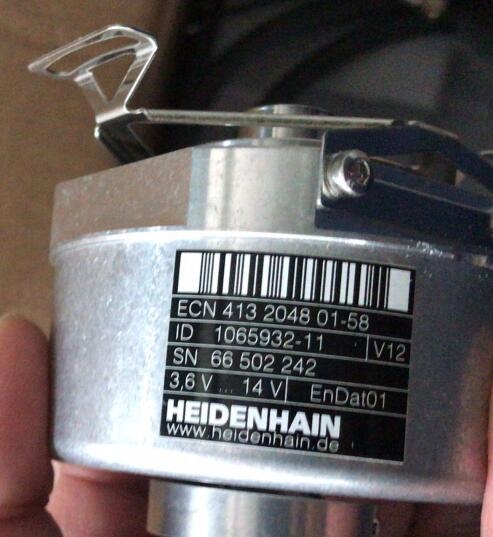 ECN 413 2048 01-58
ID 1065932-11 V12
SN 66 502 242
3,6 V ... 14 V EnDat01
HEIDENHAIN
www.heidenhain.de